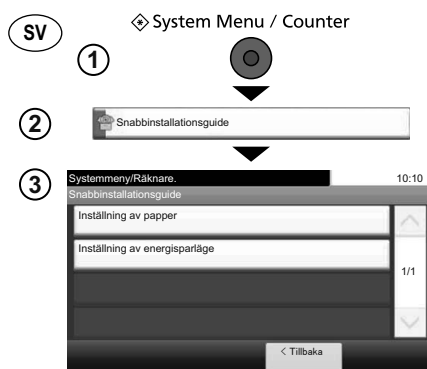 SV
System Menu / Counter
1
2
Snabbinstallationsguide
3
Systemmeny/Räknare.
10:10
Snabbinstallationsguide
Inställning av papper
Inställning av energisparläge
1/1
< Tillbaka